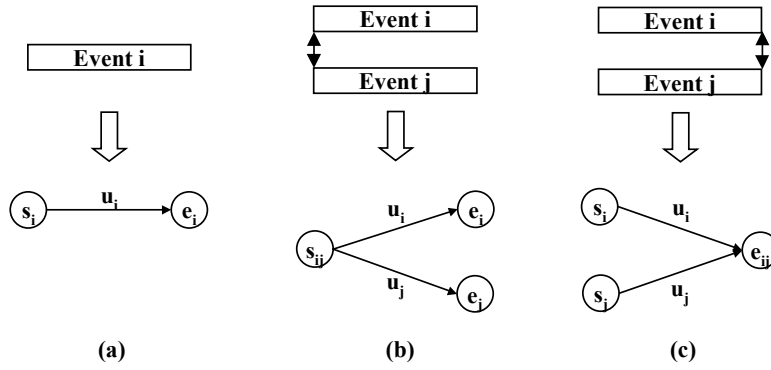 Event i
s_i
u_i
e_i
(a)
Event i
Event j
s_ij
u_i
e_i
u_j
e_j
(b)
Event i
Event j
s_i
u_i
e_ij
s_j
u_j
(c)